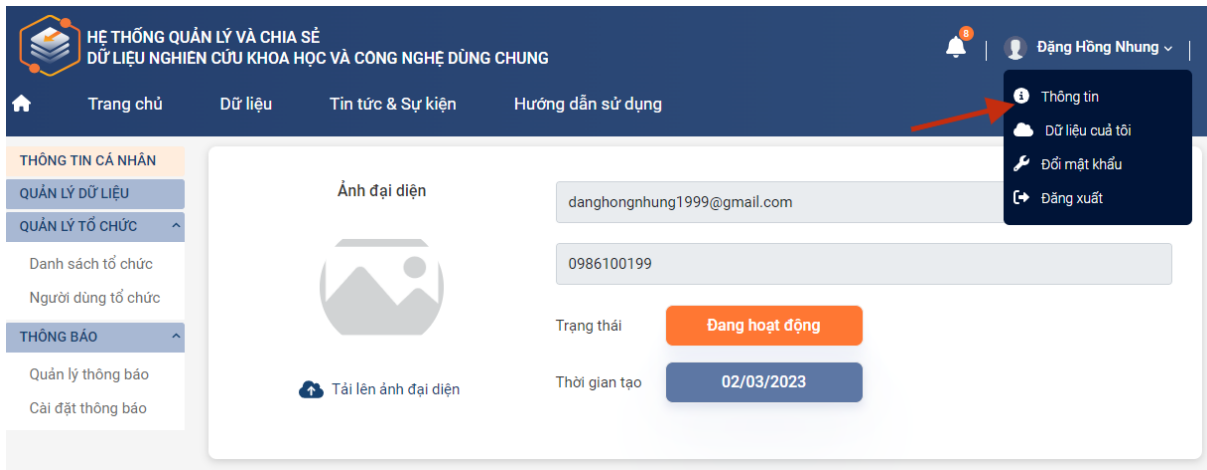 HỆ THỐNG QUẢN LÝ VÀ CHIA SẺ
DỮ LIỆU NGHIÊN CỨU KHOA HỌC VÀ CÔNG NGHỆ DÙNG CHUNG
8
Đặng Hồng Nhung
Trang chủ
Dữ liệu
Tin tức & Sự kiện
Hướng dẫn sử dụng
Thông tin
Dữ liệu cuả tôi
Đổi mật khẩu
Đăng xuất
THÔNG TIN CÁ NHÂN
QUẢN LÝ DỮ LIỆU
QUẢN LÝ TỔ CHỨC
Danh sách tổ chức
Người dùng tổ chức
THÔNG BÁO
Quản lý thông báo
Cài đặt thông báo
Ảnh đại diện
Tải lên ảnh đại diện
danghongnhung1999@gmail.com
0986100199
Trạng thái
Đang hoạt động
Thời gian tạo
02/03/2023